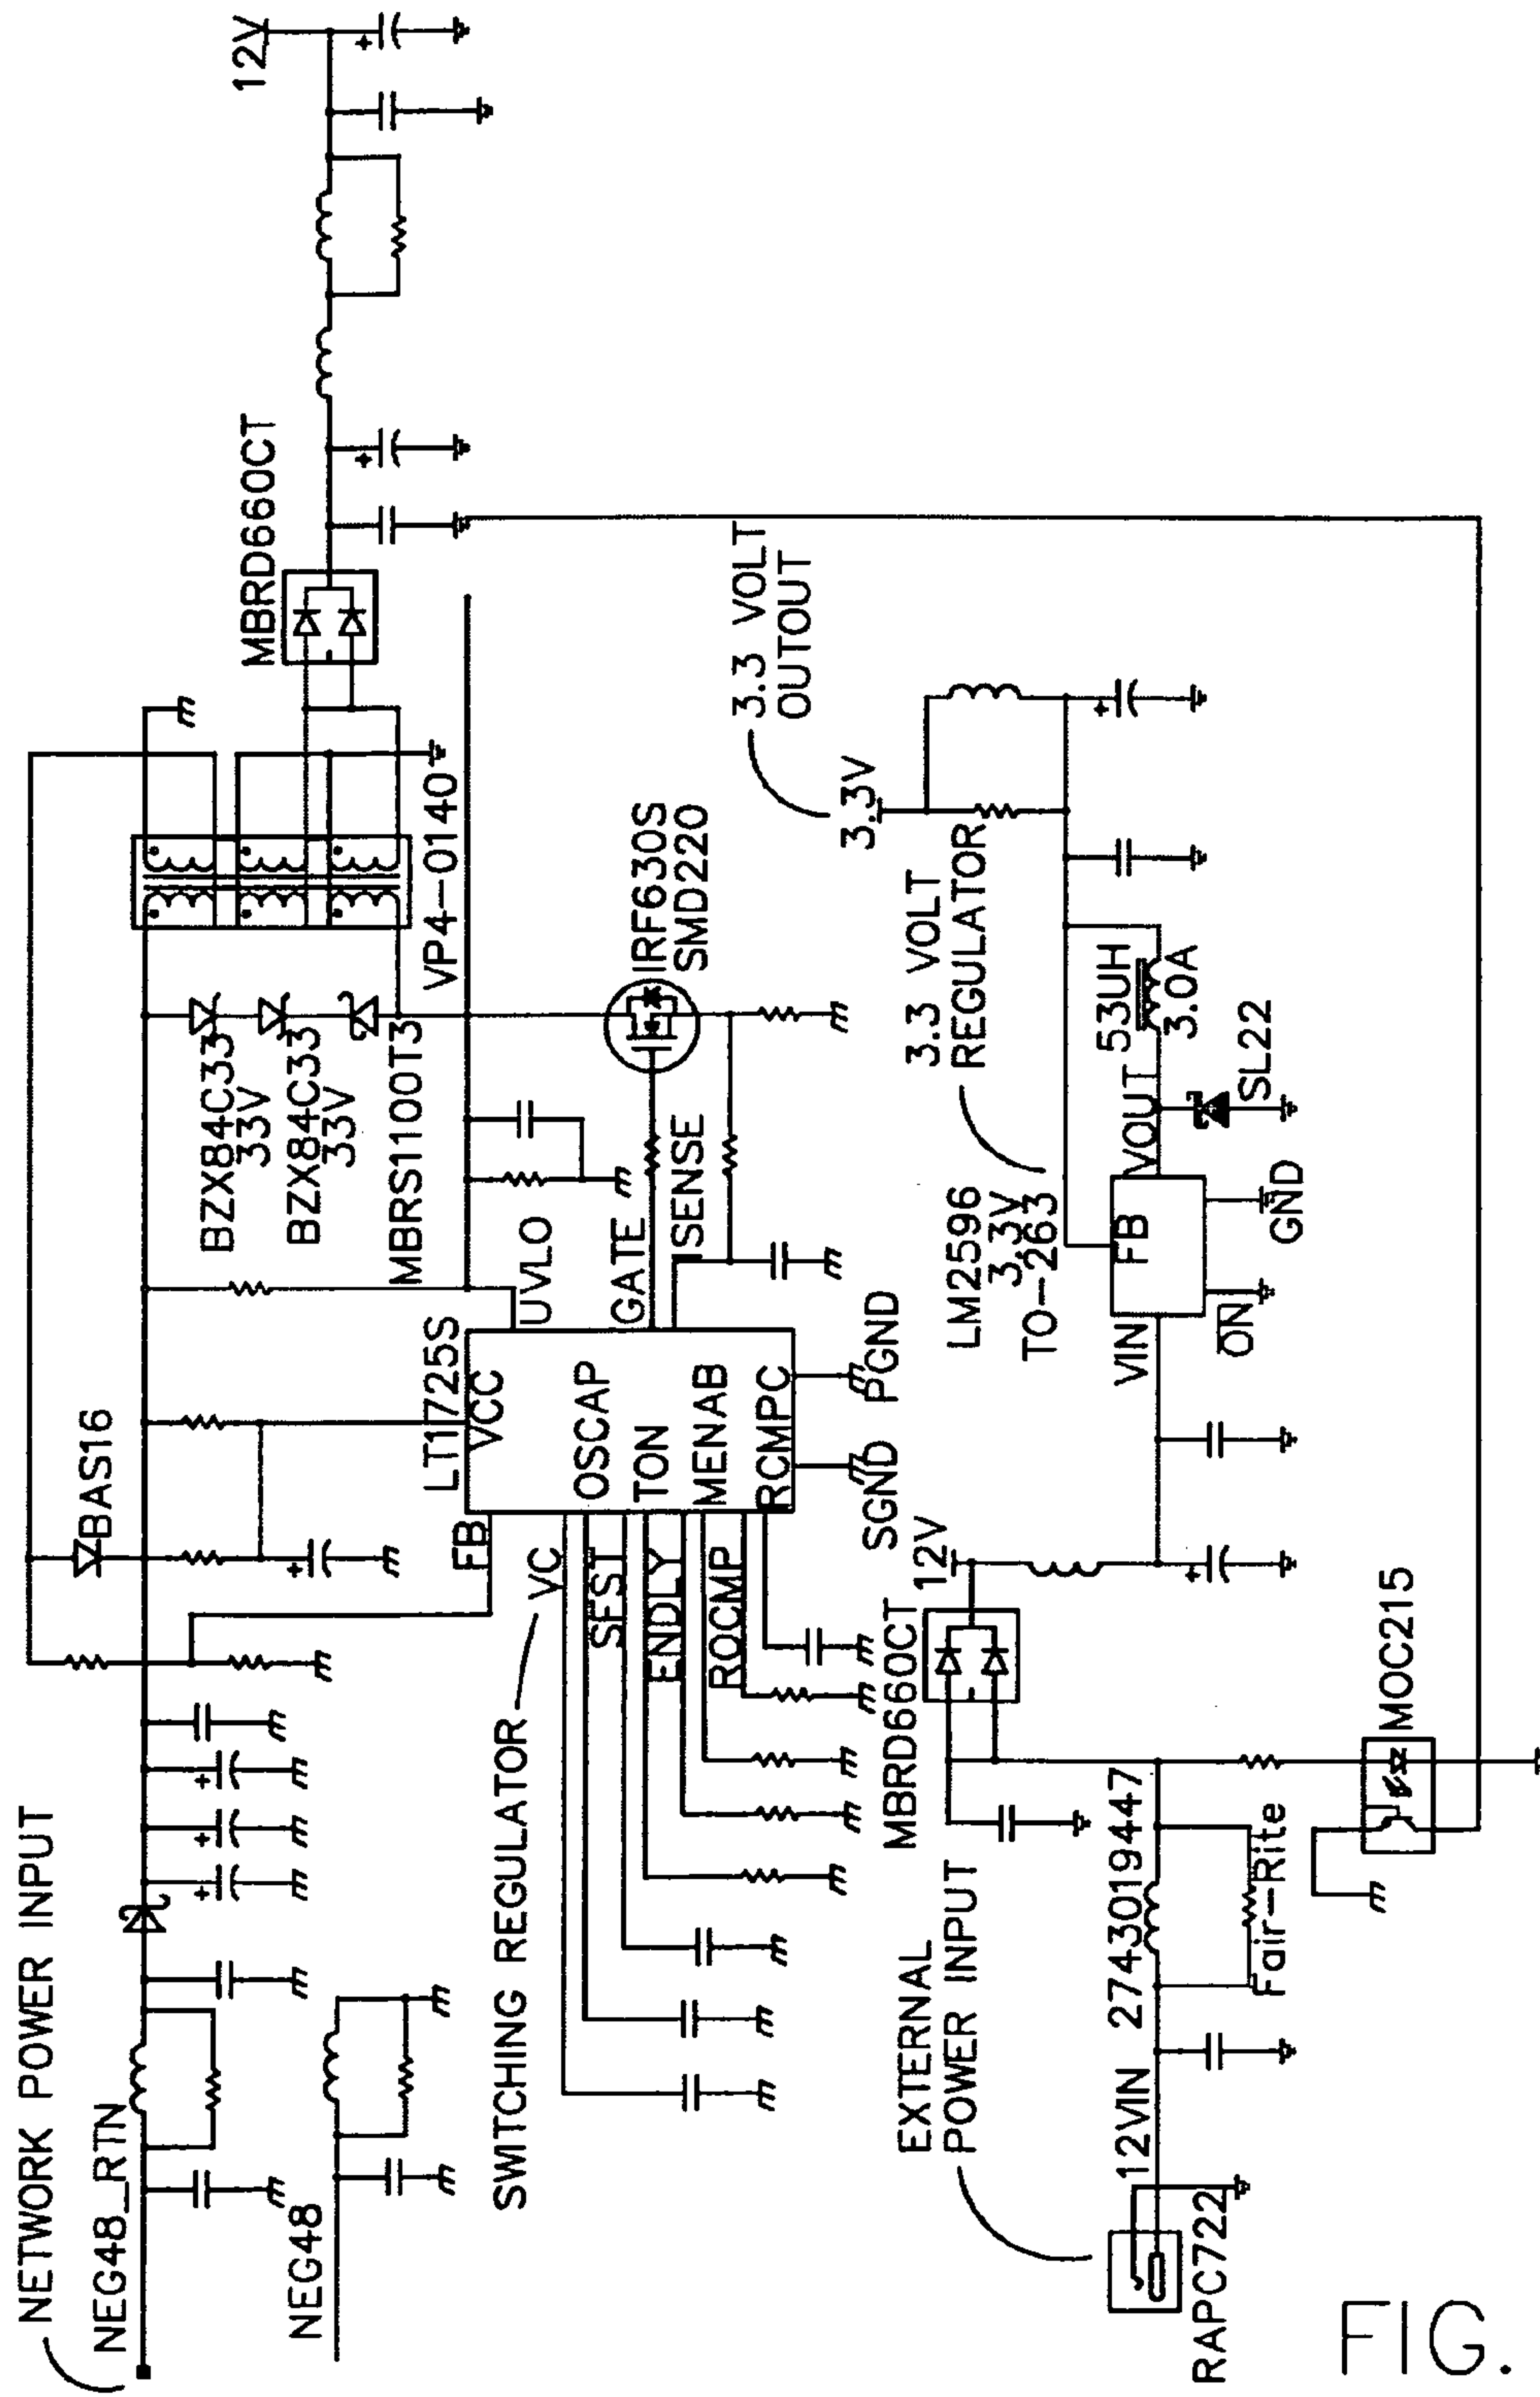 NETWORK POWER INPUT
NEG48_RTN
NEG48
BAS16
BZX84C33
33V
BZX84C33
33V
MBRS1100T3
VP4-0140
MBRD660CT
12V
SWITCHING REGULATOR
LT1725S
VCC
FB
VC
OSCAP
SFST
TON
ENDLY
MENAB
ROCMP
RCMPC
UVLO
GATE
ISENSE
SGND
PGND
IRF630S
SMD220
3.3 VOLT
OUTOUT
3.3V
3.3 VOLT
REGULATOR
LM2596
3.3V
TO-263
VIN
FB
VOUT
ON
GND
53UH
3.0A
SL22
12V
MBRD660CT
EXTERNAL
POWER INPUT
12VIN
RAPC722
2743019447
Fair-Rite
MOC215
FIG.